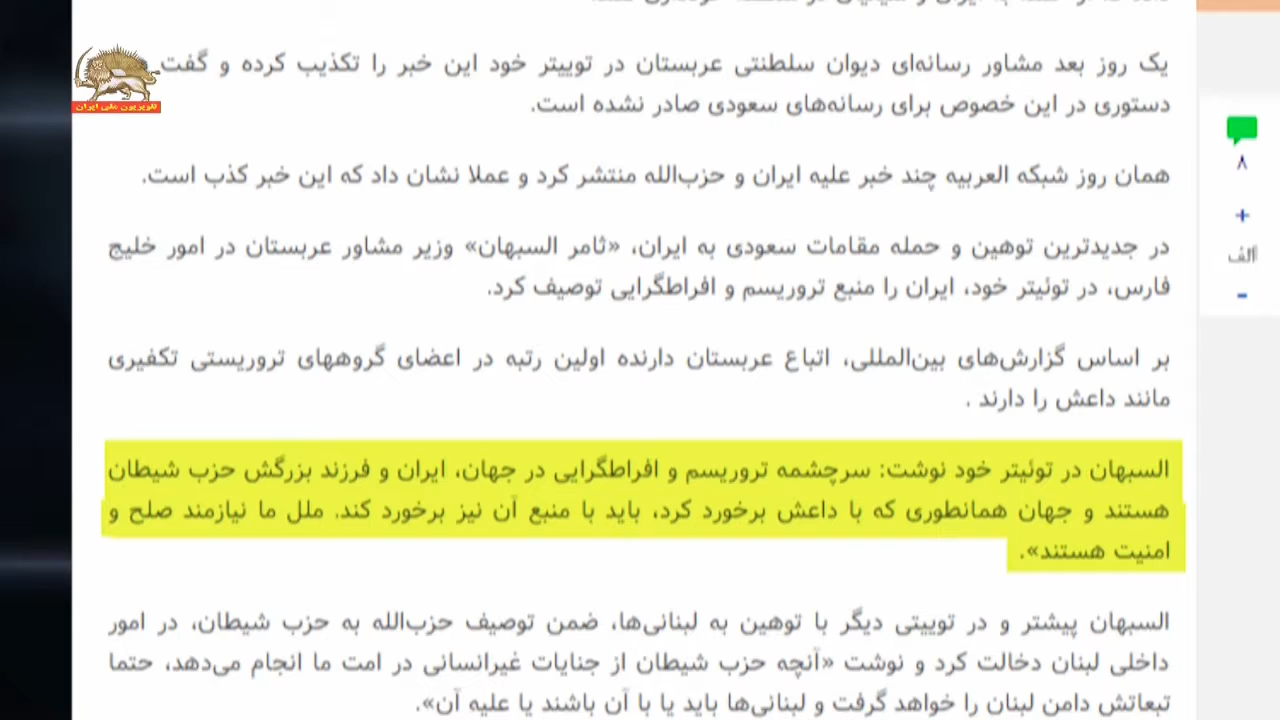 یک روز بعد مشاور رسانه‌ای دیوان سلطنتی عربستان در توییتر خود این خبر را تکذیب کرده و گفت
دستوری در این خصوص برای رسانه‌های سعودی صادر نشده است.
همان روز شبکه العربیه چند خبر علیه ایران و حزب‌الله منتشر کرد و عملا نشان داد که این خبر کذب است.
در جدیدترین توهین و حمله مقامات سعودی به ایران، «ثامر السبهان» وزیر مشاور عربستان در امور خلیج
فارس، در توئیتر خود، ایران را منبع تروریسم و افراطگرایی توصیف کرد.
بر اساس گزارش‌های بین‌المللی، اتباع عربستان دارنده اولین رتبه در اعضای گروههای تروریستی تکفیری
مانند داعش را دارند .
السبهان در توئیتر خود نوشت: سرچشمه تروریسم و افراطگرایی در جهان، ایران و فرزند بزرگش حزب شیطان
هستند و جهان همانطوری که با داعش برخورد کرد، باید با منبع آن نیز برخورد کند. ملل ما نیازمند صلح و
امنیت هستند».
السبهان پیشتر و در توییتی دیگر با توهین به لبنانی‌ها، ضمن توصیف حزب‌الله به حزب شیطان، در امور
داخلی لبنان دخالت کرد و نوشت «آنچه حزب شیطان از جنایات غیرانسانی در امت ما انجام می‌دهد، حتما
تبعاتش دامن لبنان را خواهد گرفت و لبنانی‌ها باید یا با آن باشند یا علیه آن».
تلویزیون ملی ایران
۸
+
الف
-